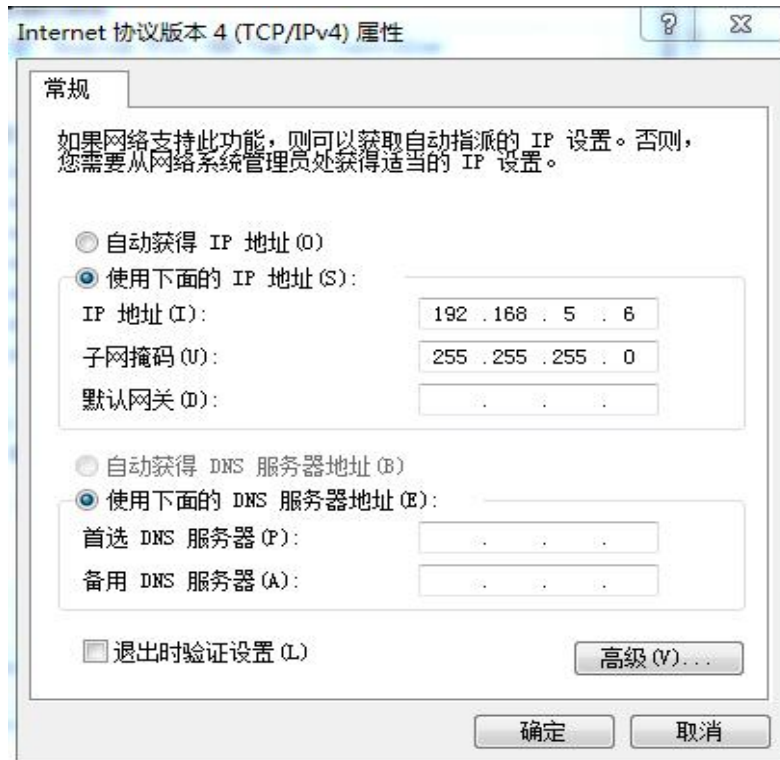 Internet 协议版本 4 (TCP/IPv4) 属性
常规
如果网络支持此功能，则可以获取自动指派的 IP 设置。否则，
您需要从网络系统管理员处获得适当的 IP 设置。
自动获得 IP 地址(O)
使用下面的 IP 地址(S):
IP 地址(I): 192 . 168 . 5 . 6
子网掩码(U): 255 . 255 . 255 . 0
默认网关(D): . . .
自动获得 DNS 服务器地址(B)
使用下面的 DNS 服务器地址(E):
首选 DNS 服务器(P): . . .
备用 DNS 服务器(A): . . .
退出时验证设置(L)
高级(V)...
确定 取消